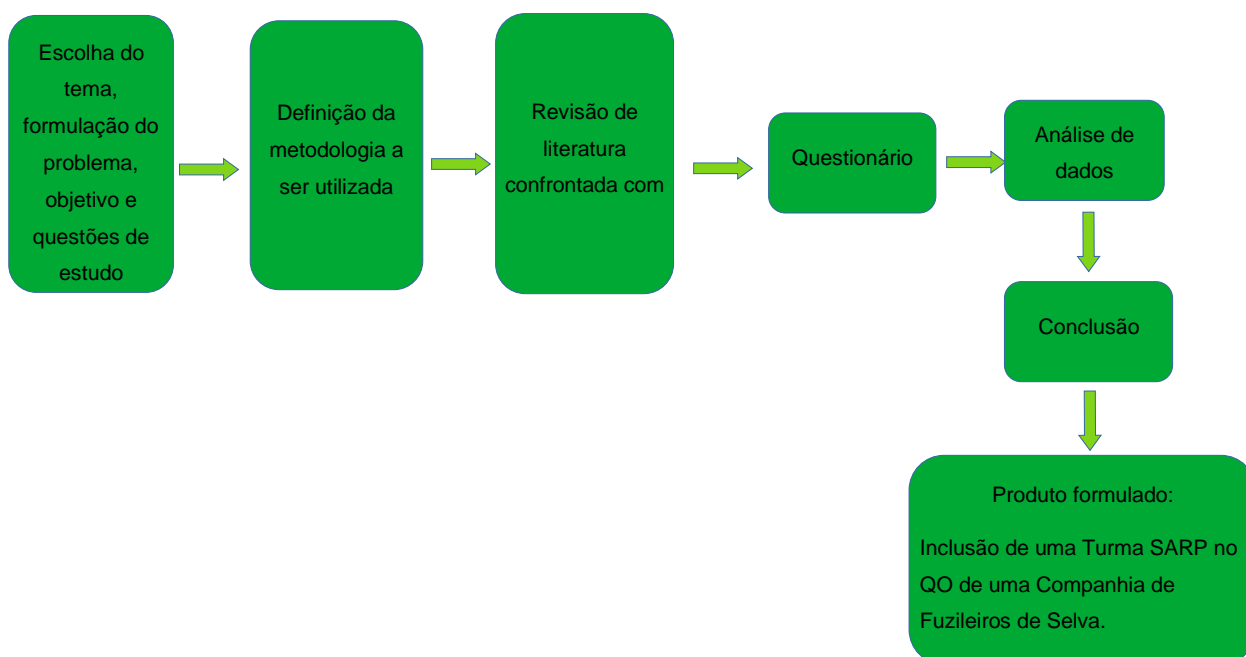 Escolha do
tema,
formulação do
problema,
objetivo e
questões de
estudo
Definição da
metodologia a
ser utilizada
Revisão de
literatura
confrontada com
Questionário
Análise de
dados
Conclusão
Produto formulado:
Inclusão de uma Turma SARP no
QO de uma Companhia de
Fuzileiros de Selva.